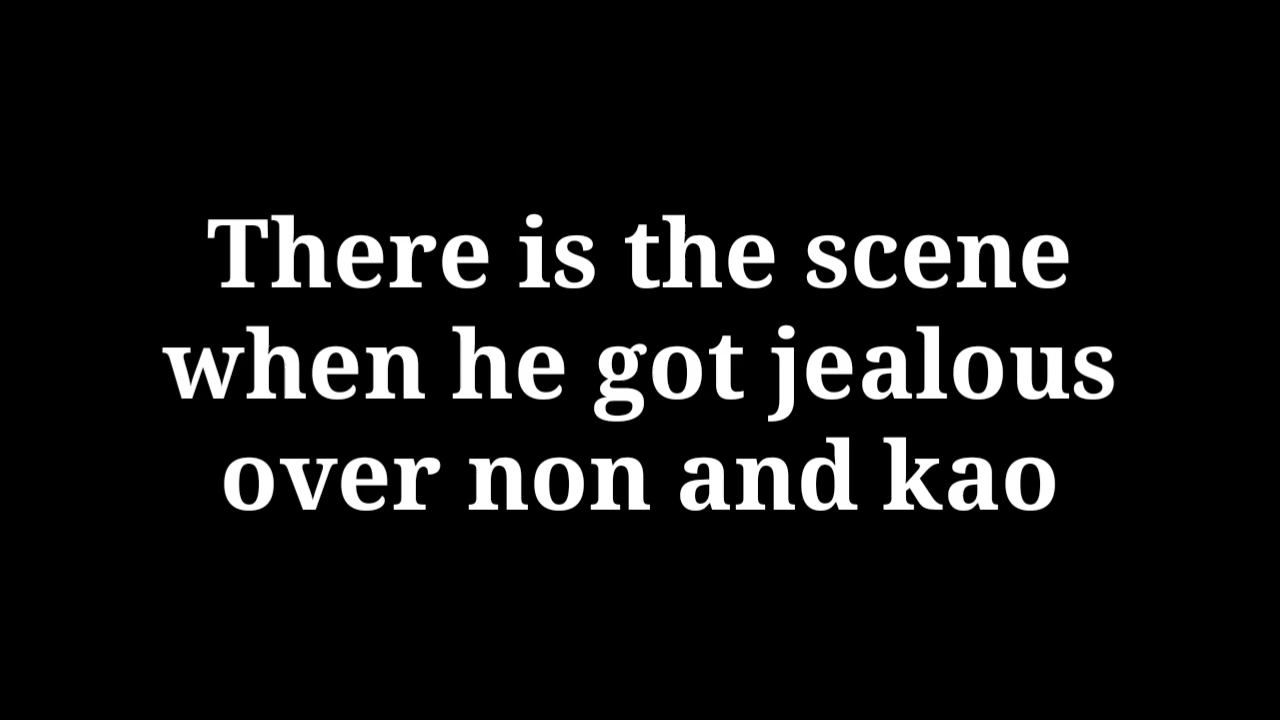 There is the scene
when he got jealous
over non and kao